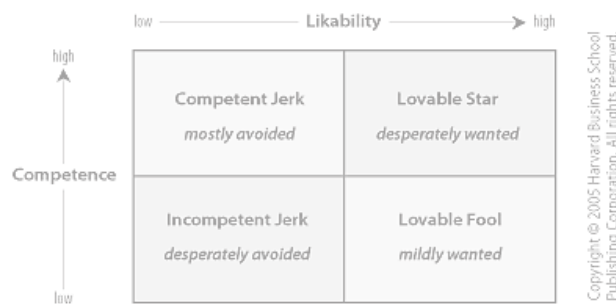 low Likability high
high
Competent Jerk
mostly avoided
Lovable Star
desperately wanted
Competence
Incompetent Jerk
desperately avoided
Lovable Fool
mildly wanted
low
Copyright © 2005 Harvard Business School
Publishing Corporation. All rights reserved.